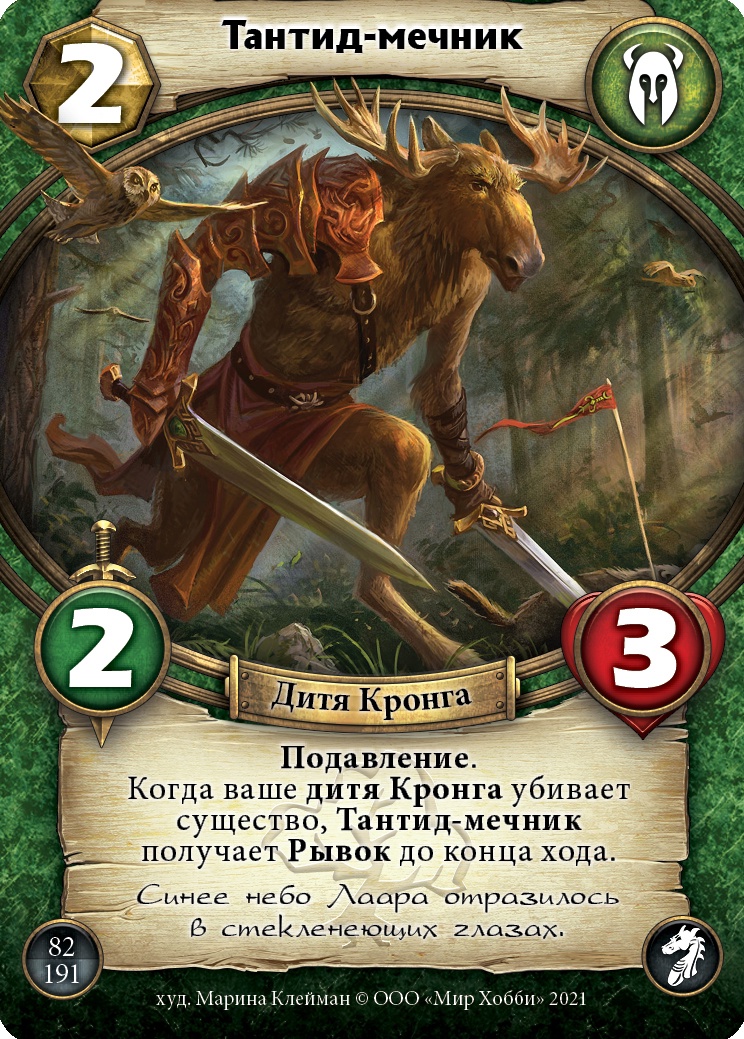 Тантид-мечник
2
2
3
Дитя Кронга
Подавление.
Когда ваше дитя Кронга убивает
существо, Тантид-мечник
получает Рывок до конца хода.
Синее небо Лаара отразилось
в стекленеющих глазах.
82
191
худ. Марина Клейман © ООО «Мир Хобби» 2021